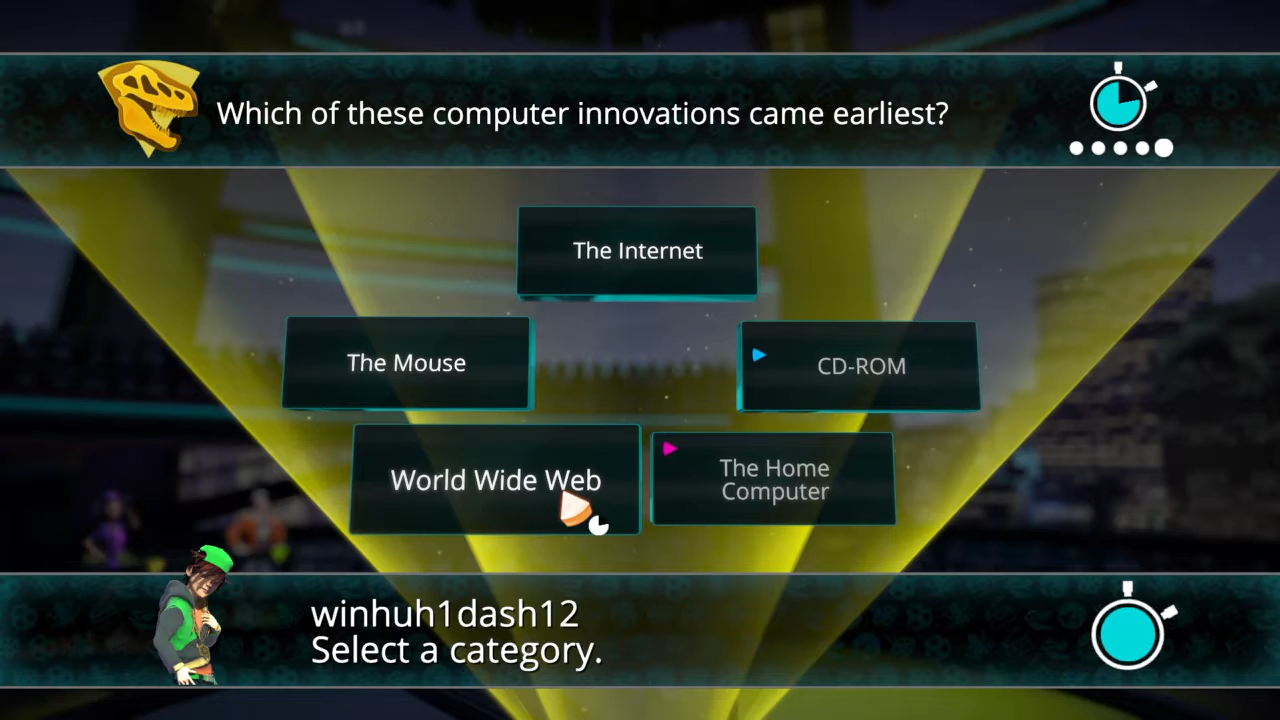 Which of these computer innovations came earliest?
The Internet
The Mouse
CD-ROM
World Wide Web
The Home
Computer
winhuh1dash12
Select a category.